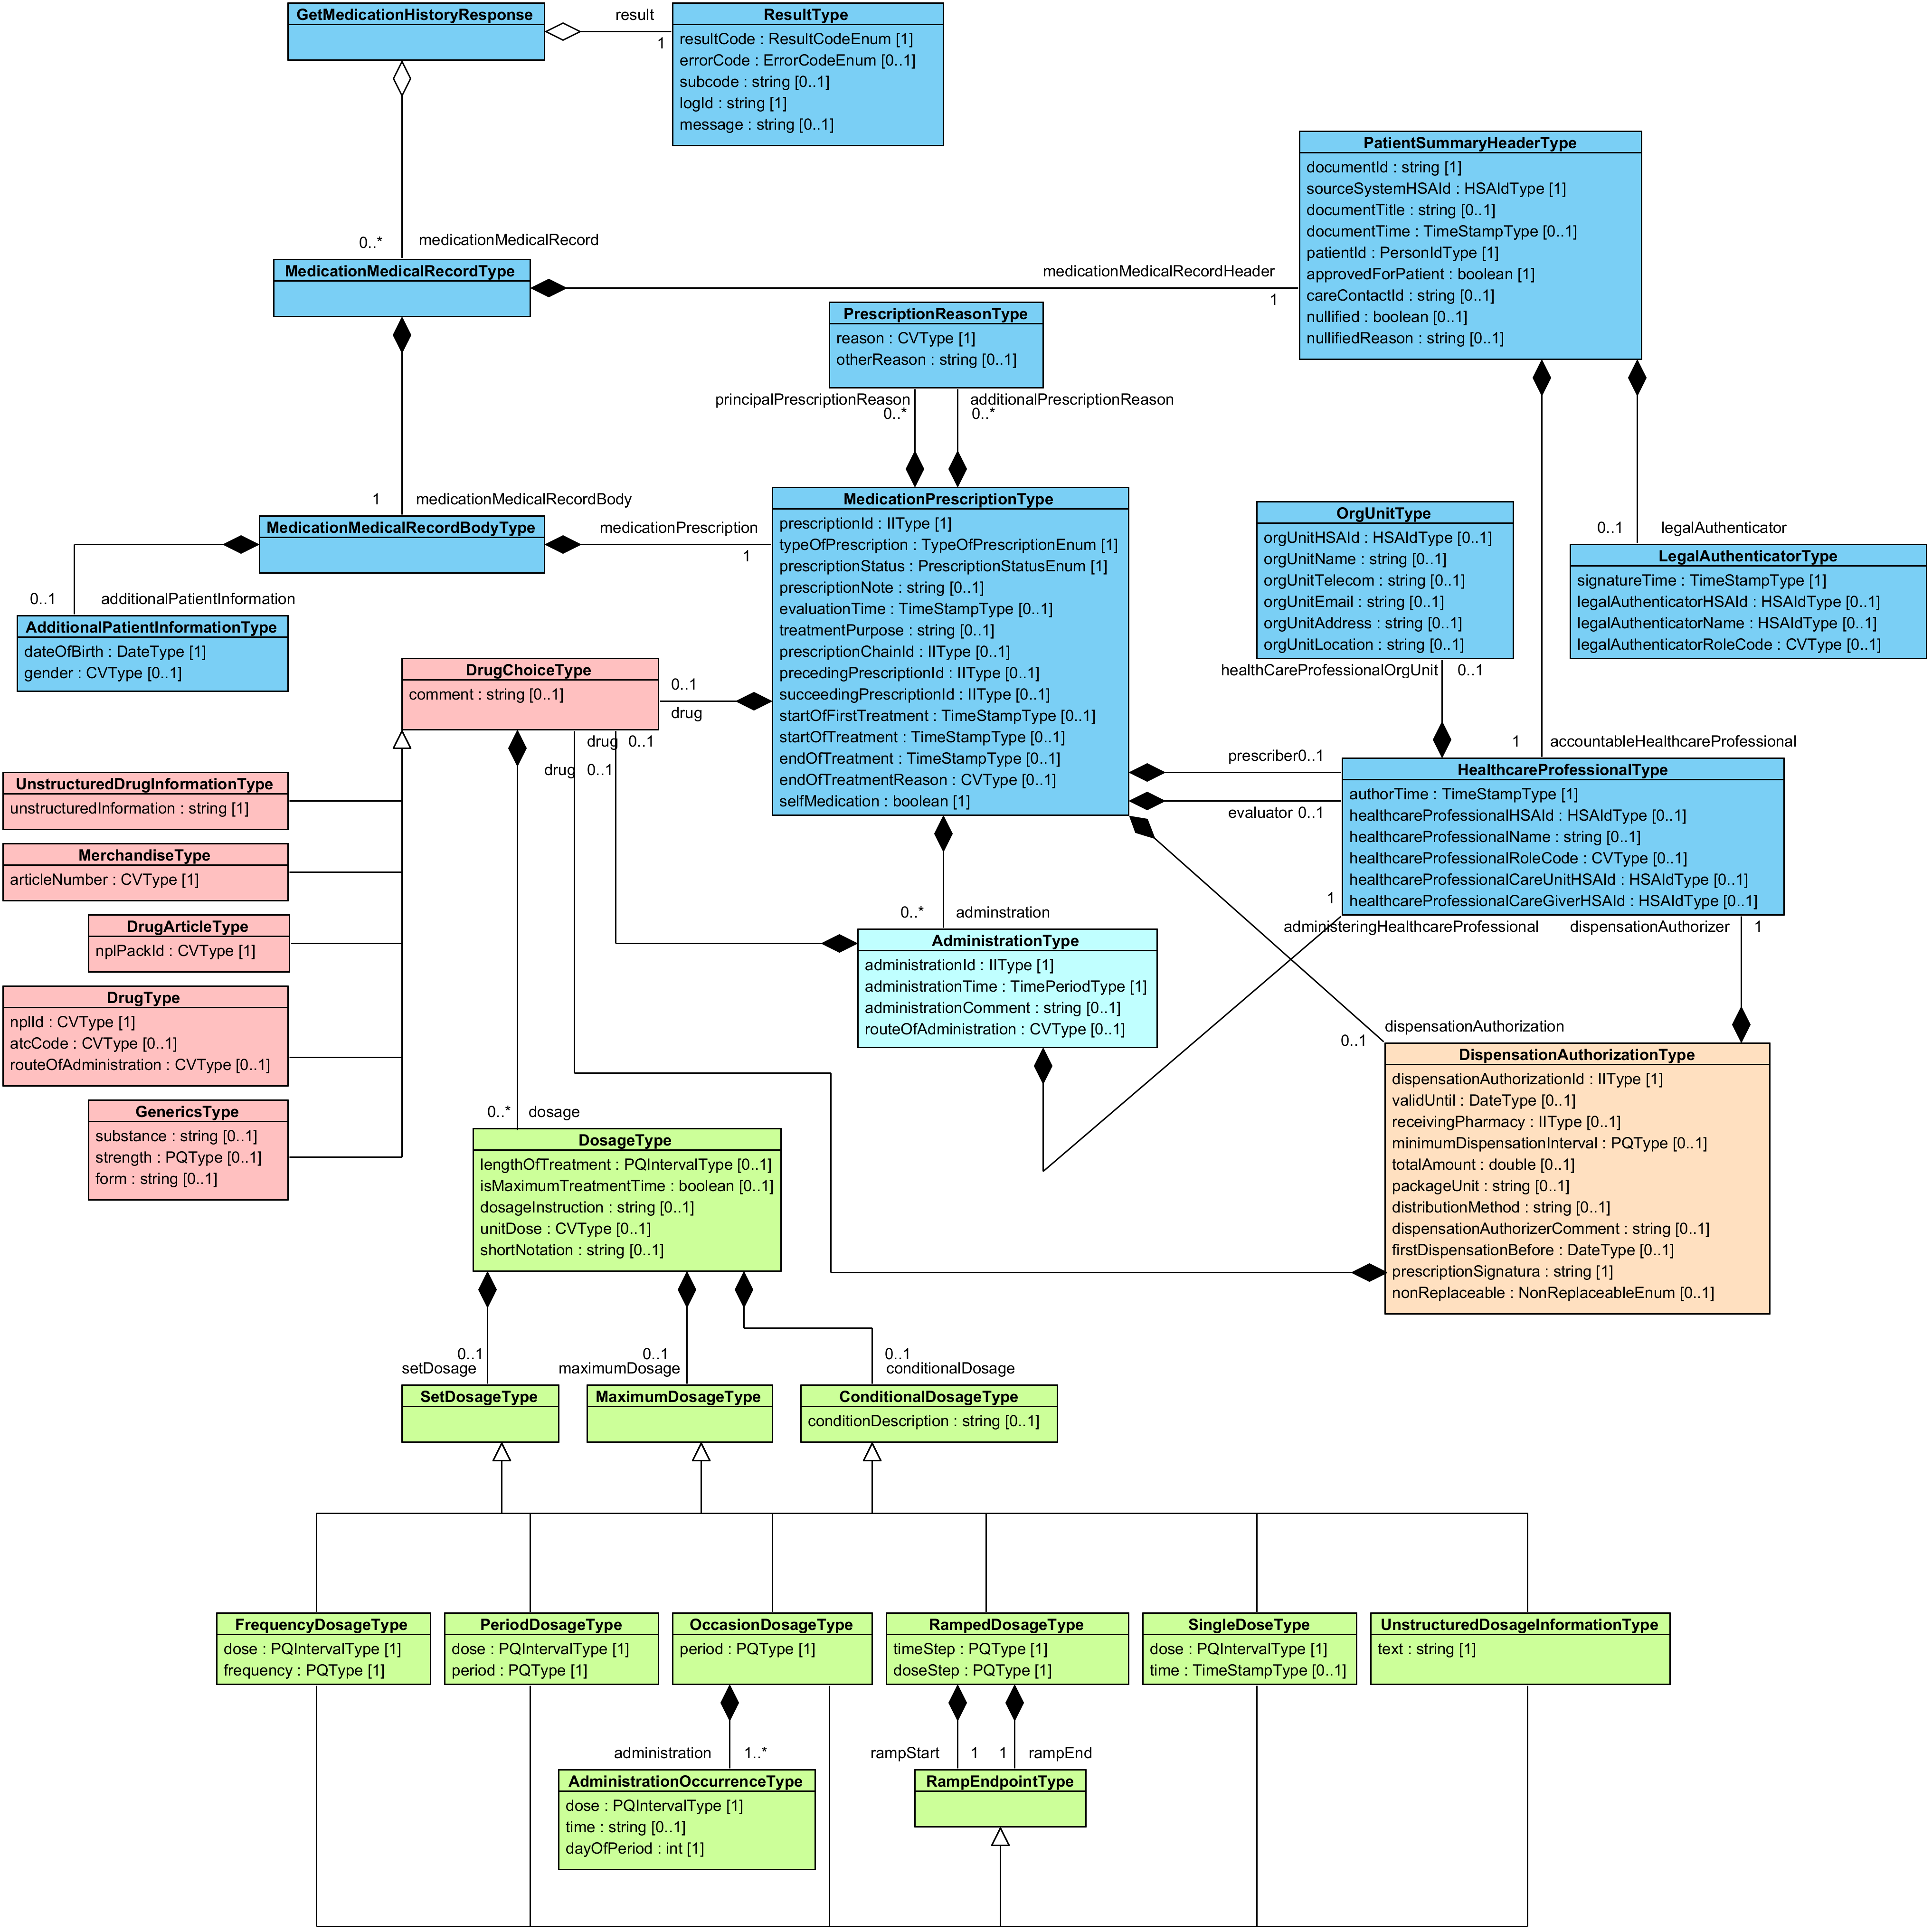 GetMedicationHistoryResponse
result
1
ResultType
resultCode : ResultCodeEnum [1]
errorCode : ErrorCodeEnum [0..1]
subcode : string [0..1]
logId : string [1]
message : string [0..1]
PatientSummaryHeaderType
documentId : string [1]
sourceSystemHSAId : HSAIdType [1]
documentTitle : string [0..1]
documentTime : TimeStampType [0..1]
patientId : PersonIdType [1]
approvedForPatient : boolean [1]
careContactId : string [0..1]
nullified : boolean [0..1]
nullifiedReason : string [0..1]
0..* medicationMedicalRecord
MedicationMedicalRecordType
medicationMedicalRecordHeader
1
PrescriptionReasonType
reason : CVType [1]
otherReason : string [0..1]
principalPrescriptionReason
0..*
additionalPrescriptionReason
0..*
1 medicationMedicalRecordBody
MedicationMedicalRecordBodyType
medicationPrescription
1
MedicationPrescriptionType
prescriptionId : IIType [1]
typeOfPrescription : TypeOfPrescriptionEnum [1]
prescriptionStatus : PrescriptionStatusEnum [1]
prescriptionNote : string [0..1]
evaluationTime : TimeStampType [0..1]
treatmentPurpose : string [0..1]
prescriptionChainId : IIType [0..1]
precedingPrescriptionId : IIType [0..1]
succeedingPrescriptionId : IIType [0..1]
startOfFirstTreatment : TimeStampType [0..1]
startOfTreatment : TimeStampType [0..1]
endOfTreatment : TimeStampType [0..1]
endOfTreatmentReason : CVType [0..1]
selfMedication : boolean [1]
OrgUnitType
orgUnitHSAId : HSAIdType [0..1]
orgUnitName : string [0..1]
orgUnitTelecom : string [0..1]
orgUnitEmail : string [0..1]
orgUnitAddress : string [0..1]
orgUnitLocation : string [0..1]
healthCareProfessionalOrgUnit 0..1
0..1 legalAuthenticator
LegalAuthenticatorType
signatureTime : TimeStampType [1]
legalAuthenticatorHSAId : HSAIdType [0..1]
legalAuthenticatorName : HSAIdType [0..1]
legalAuthenticatorRoleCode : CVType [0..1]
0..1 additionalPatientInformation
AdditionalPatientInformationType
dateOfBirth : DateType [1]
gender : CVType [0..1]
DrugChoiceType
comment : string [0..1]
0..1
drug
drug 0..1
drug 0..1
UnstructuredDrugInformationType
unstructuredInformation : string [1]
MerchandiseType
articleNumber : CVType [1]
DrugArticleType
nplPackId : CVType [1]
DrugType
nplId : CVType [1]
atcCode : CVType [0..1]
routeOfAdministration : CVType [0..1]
GenericsType
substance : string [0..1]
strength : PQType [0..1]
form : string [0..1]
prescriber0..1
evaluator 0..1
1 accountableHealthcareProfessional
HealthcareProfessionalType
authorTime : TimeStampType [1]
healthcareProfessionalHSAId : HSAIdType [0..1]
healthcareProfessionalName : string [0..1]
healthcareProfessionalRoleCode : CVType [0..1]
healthcareProfessionalCareUnitHSAId : HSAIdType [0..1]
healthcareProfessionalCareGiverHSAId : HSAIdType [0..1]
1
administeringHealthcareProfessional
dispensationAuthorizer 1
0..* adminstration
AdministrationType
administrationId : IIType [1]
administrationTime : TimePeriodType [1]
administrationComment : string [0..1]
routeOfAdministration : CVType [0..1]
dispensationAuthorization
0..1
DispensationAuthorizationType
dispensationAuthorizationId : IIType [1]
validUntil : DateType [0..1]
receivingPharmacy : IIType [0..1]
minimumDispensationInterval : PQType [0..1]
totalAmount : double [0..1]
packageUnit : string [0..1]
distributionMethod : string [0..1]
dispensationAuthorizerComment : string [0..1]
firstDispensationBefore : DateType [0..1]
prescriptionSignatura : string [1]
nonReplaceable : NonReplaceableEnum [0..1]
0..* dosage
DosageType
lengthOfTreatment : PQIntervalType [0..1]
isMaximumTreatmentTime : boolean [0..1]
dosageInstruction : string [0..1]
unitDose : CVType [0..1]
shortNotation : string [0..1]
0..1
setDosage
0..1
maximumDosage
0..1
conditionalDosage
SetDosageType
MaximumDosageType
ConditionalDosageType
conditionDescription : string [0..1]
FrequencyDosageType
dose : PQIntervalType [1]
frequency : PQType [1]
PeriodDosageType
dose : PQIntervalType [1]
period : PQType [1]
OccasionDosageType
period : PQType [1]
RampedDosageType
timeStep : PQType [1]
doseStep : PQType [1]
SingleDoseType
dose : PQIntervalType [1]
time : TimeStampType [0..1]
UnstructuredDosageInformationType
text : string [1]
administration 1..*
rampStart 1
1 rampEnd
AdministrationOccurrenceType
dose : PQIntervalType [1]
time : string [0..1]
dayOfPeriod : int [1]
RampEndpointType